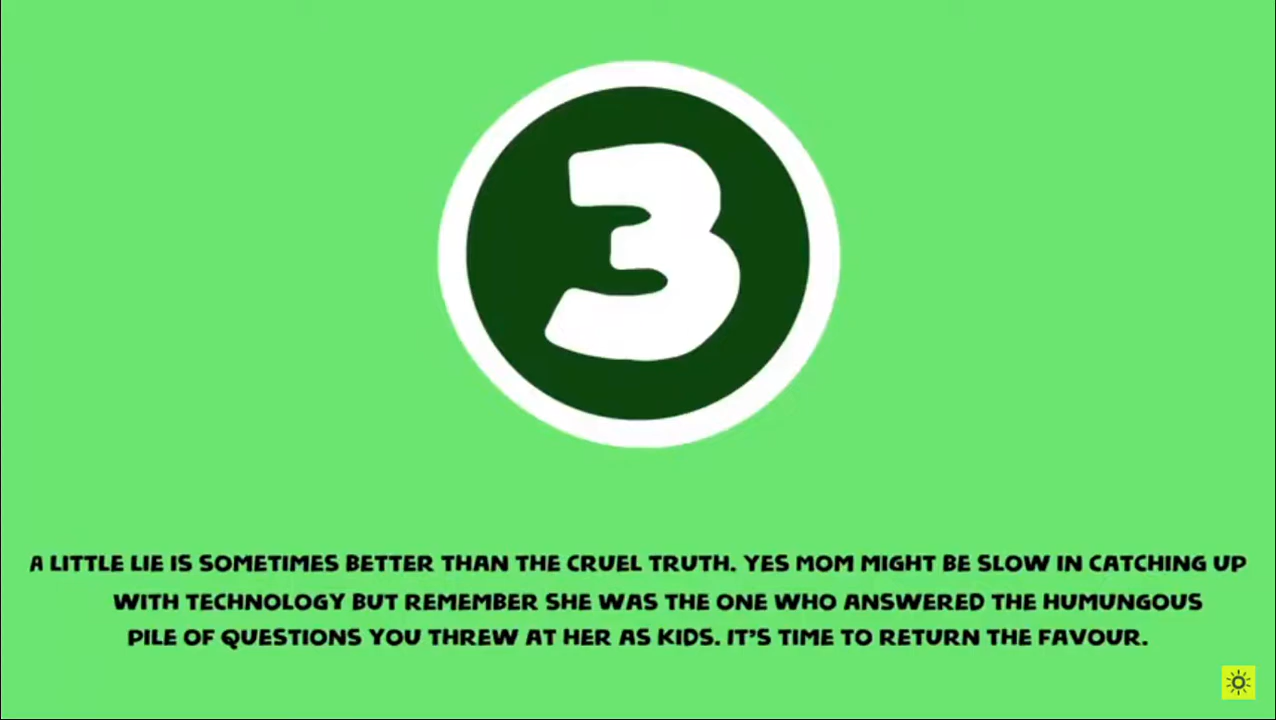 3
A LITTLE LIE IS SOMETIMES BETTER THAN THE CRUEL TRUTH. YES MOM MIGHT BE SLOW IN CATCHING UP
WITH TECHNOLOGY BUT REMEMBER SHE WAS THE ONE WHO ANSWERED THE HUMUNGOUS
PILE OF QUESTIONS YOU THREW AT HER AS KIDS. IT'S TIME TO RETURN THE FAVOUR.